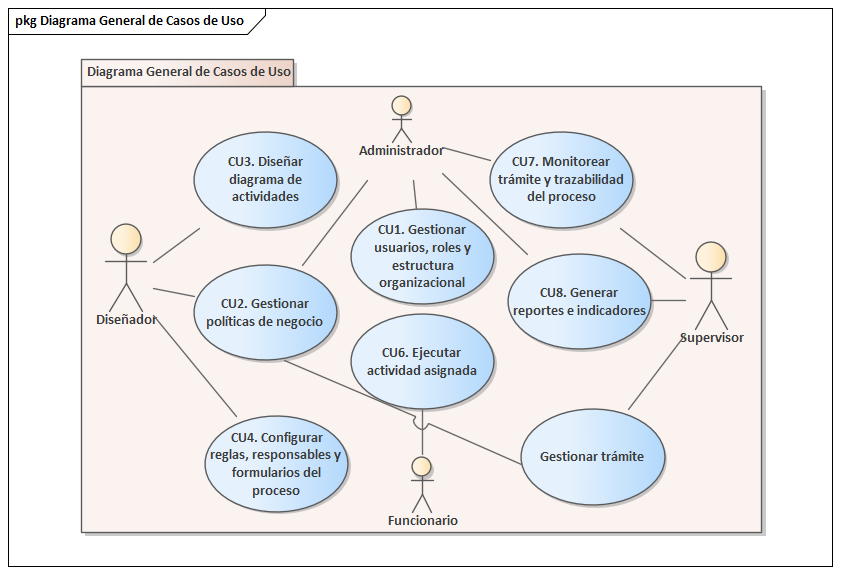 pkg Diagrama General de Casos de Uso
Diagrama General de Casos de Uso
Administrador
CU3. Diseñar
diagrama de
actividades
CU7. Monitorear
trámite y trazabilidad
del proceso
CU1. Gestionar
usuarios, roles y
estructura
organizacional
Diseñador
CU2. Gestionar
políticas de negocio
CU8. Generar
reportes e indicadores
Supervisor
CU6. Ejecutar
actividad asignada
CU4. Configurar
reglas, responsables y
formularios del
proceso
Gestionar trámite
Funcionario